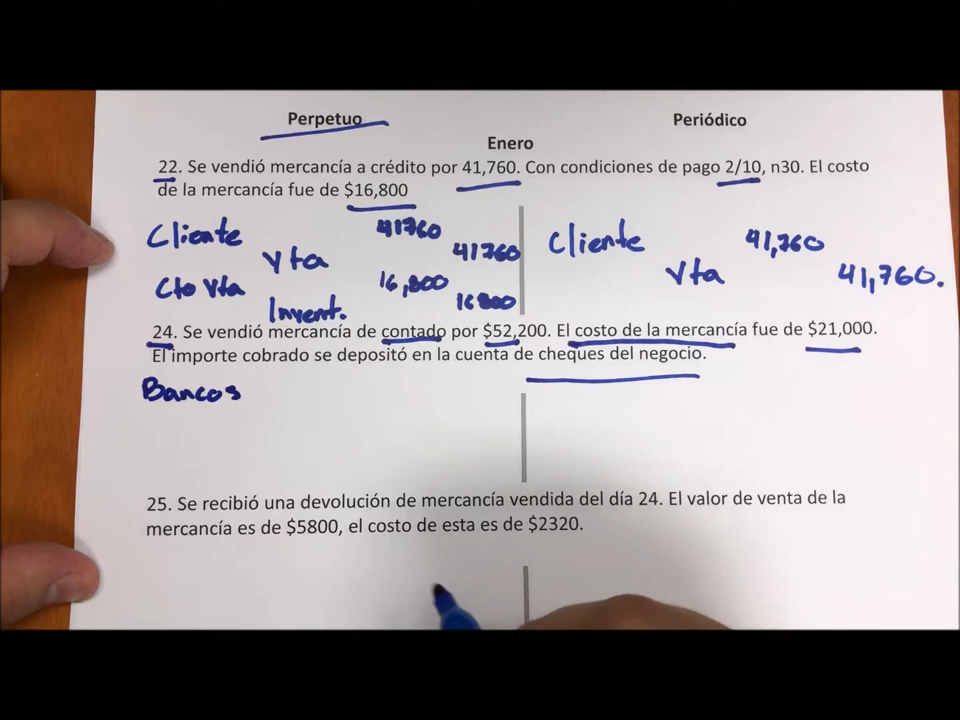 Perpetuo
Periódico
Enero
22. Se vendió mercancía a crédito por 41,760. Con condiciones de pago 2/10, n30. El costo
de la mercancía fue de $16,800
Cliente 41760
Vta 41760
Cto Vta 16,800
Invent. 16800
Cliente 41,760
Vta 41,760.
24. Se vendió mercancía de contado por $52,200. El costo de la mercancía fue de $21,000.
El importe cobrado se depositó en la cuenta de cheques del negocio.
Bancos
25. Se recibió una devolución de mercancía vendida del día 24. El valor de venta de la
mercancía es de $5800, el costo de esta es de $2320.